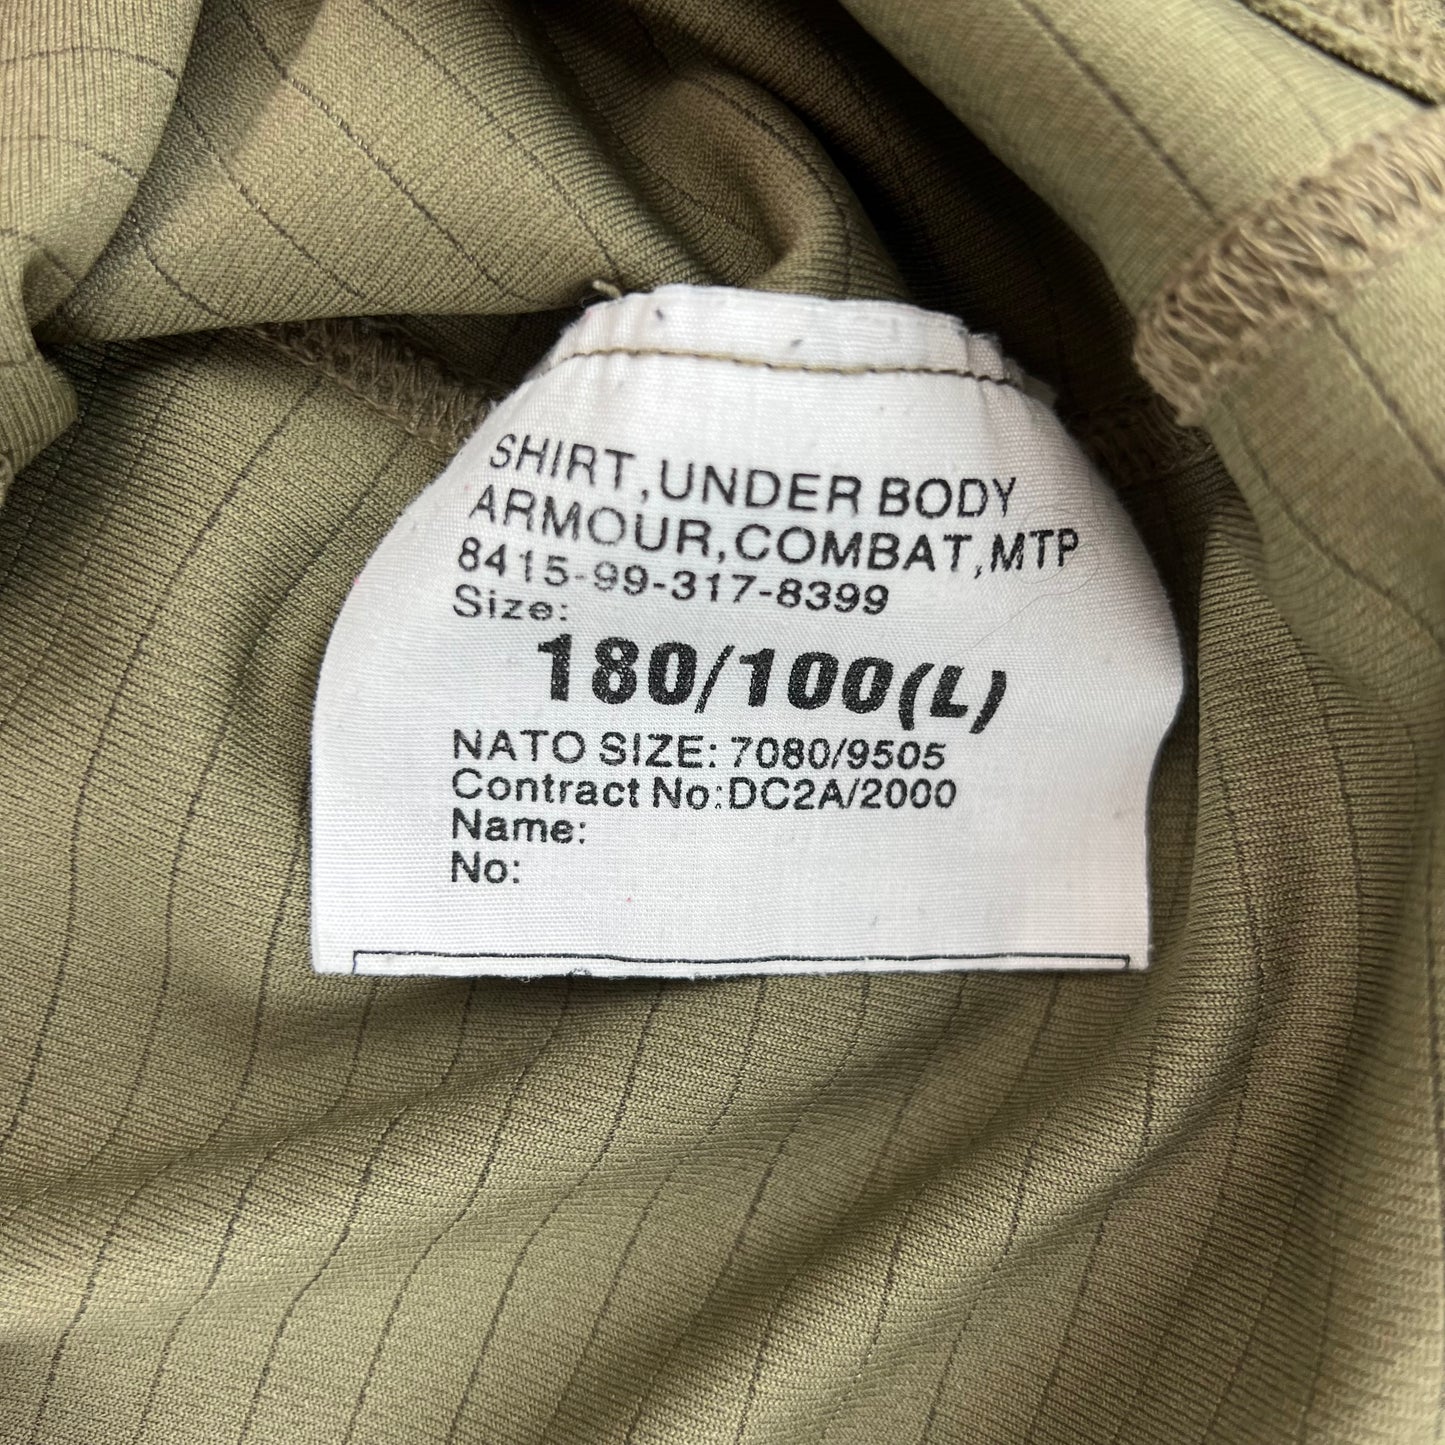 SHIRT,UNDER BODY
ARMOUR,COMBAT,MTP
8415-99-317-8399
Size:
180/100(L)
NATO SIZE: 7080/9505
Contract No:DC2A/2000
Name:
No: